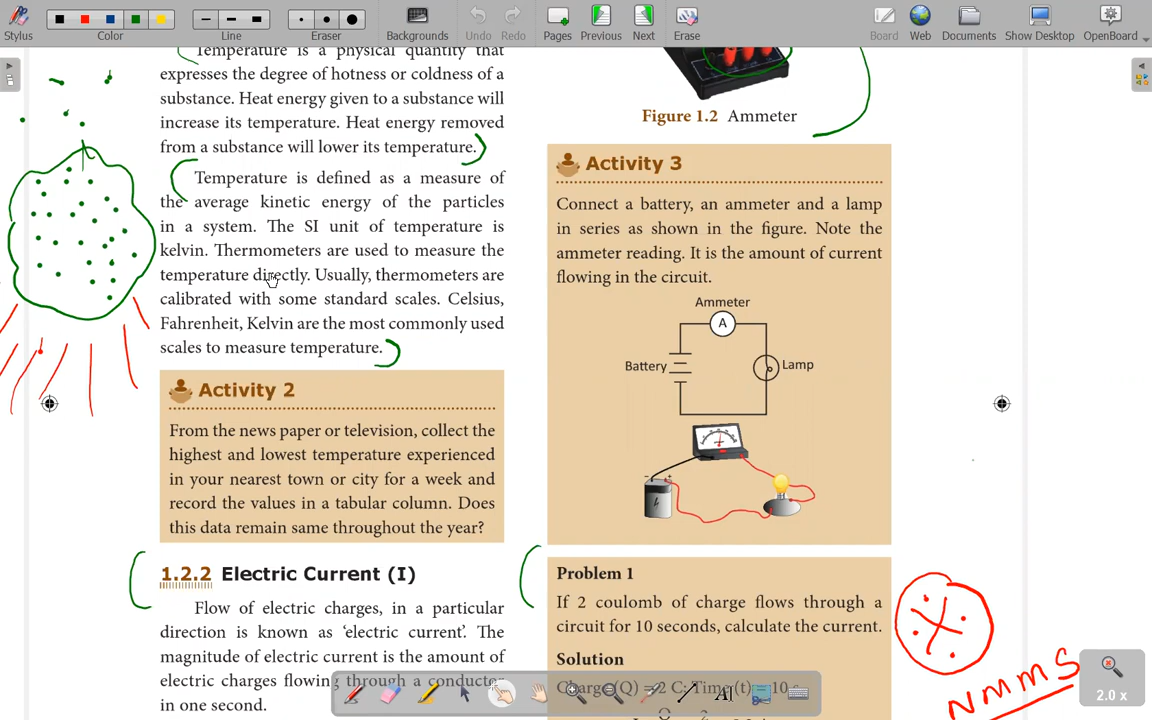 Stylus
Color
Line
Eraser
Backgrounds
Undo
Redo
Pages
Previous
Next
Erase
Board
Web
Documents
Show Desktop
OpenBoard
Temperature is a physical quantity that
expresses the degree of hotness or coldness of a
substance. Heat energy given to a substance will
increase its temperature. Heat energy removed
from a substance will lower its temperature.
Temperature is defined as a measure of
the average kinetic energy of the particles
in a system. The SI unit of temperature is
kelvin. Thermometers are used to measure the
temperature directly. Usually, thermometers are
calibrated with some standard scales. Celsius,
Fahrenheit, Kelvin are the most commonly used
scales to measure temperature.
Activity 2
From the news paper or television, collect the
highest and lowest temperature experienced
in your nearest town or city for a week and
record the values in a tabular column. Does
this data remain same throughout the year?
1.2.2 Electric Current (I)
Flow of electric charges, in a particular
direction is known as ‘electric current’. The
magnitude of electric current is the amount of
electric charges flowing through a conductor
in one second.
Figure 1.2 Ammeter
Activity 3
Connect a battery, an ammeter and a lamp
in series as shown in the figure. Note the
ammeter reading. It is the amount of current
flowing in the circuit.
Ammeter
A
Battery
Lamp
Problem 1
If 2 coulomb of charge flows through a
circuit for 10 seconds, calculate the current.
Solution
Charge (Q) = 2 C; Time (t) = 10 s
NMMS
2.0 x